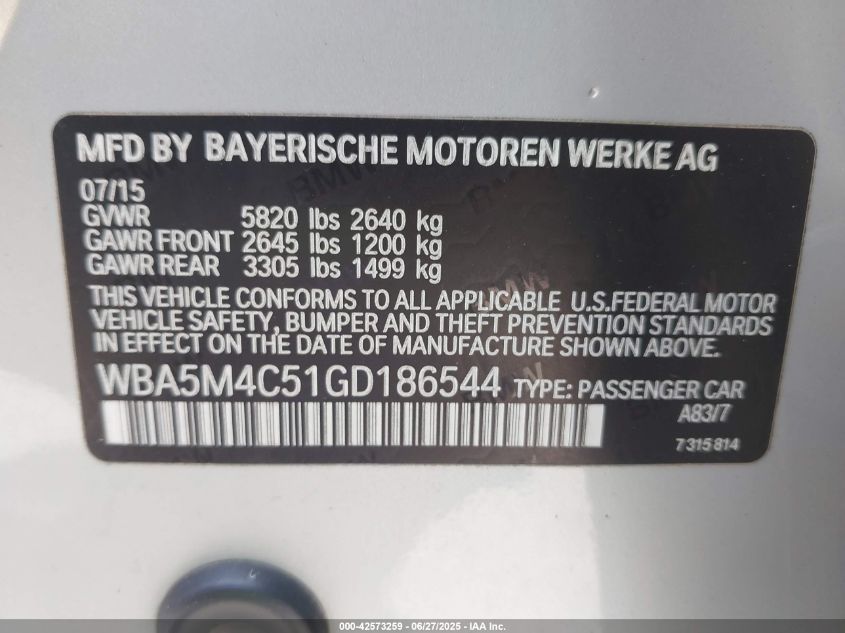 MFD BY BAYERISCHE MOTOREN WERKE AG
07/15
GVWR 5820 lbs 2640 kg
GAWR FRONT 2645 lbs 1200 kg
GAWR REAR 3305 lbs 1499 kg
THIS VEHICLE CONFORMS TO ALL APPLICABLE U.S.FEDERAL MOTOR
VEHICLE SAFETY, BUMPER AND THEFT PREVENTION STANDARDS
IN EFFECT ON THE DATE OF MANUFACTURE SHOWN ABOVE.
WBA5M4C51GD186544 TYPE: PASSENGER CAR
A83/7
7315814
000-42573259 - 06/27/2025 - IAA Inc.